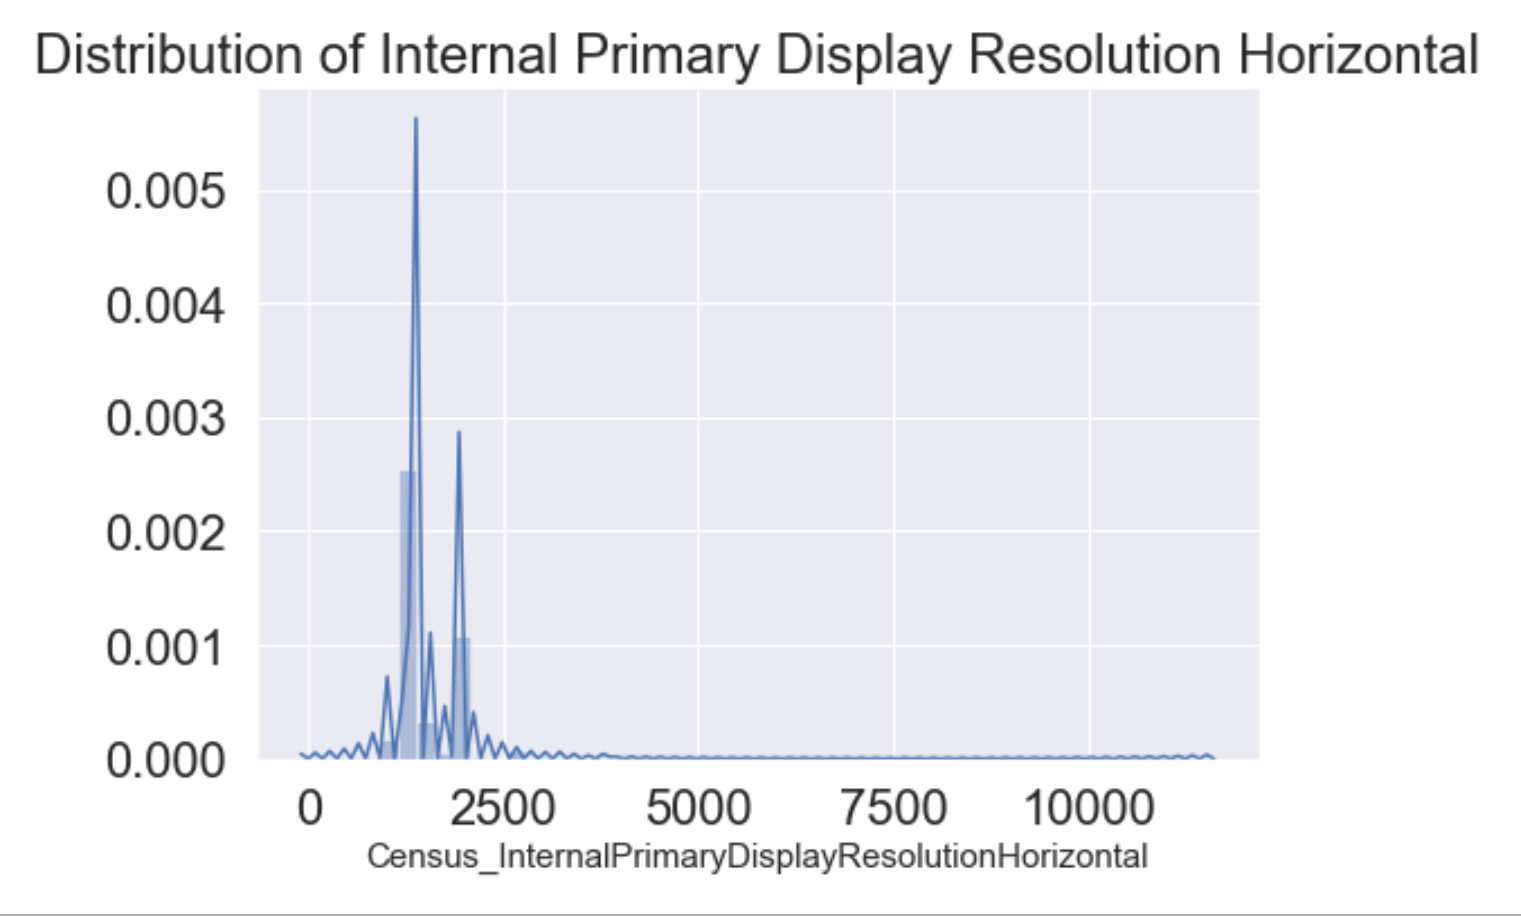 Distribution of Internal Primary Display Resolution Horizontal
0.005
0.004
0.003
0.002
0.001
0.000
0 2500 5000 7500 10000
Census_InternalPrimaryDisplayResolutionHorizontal